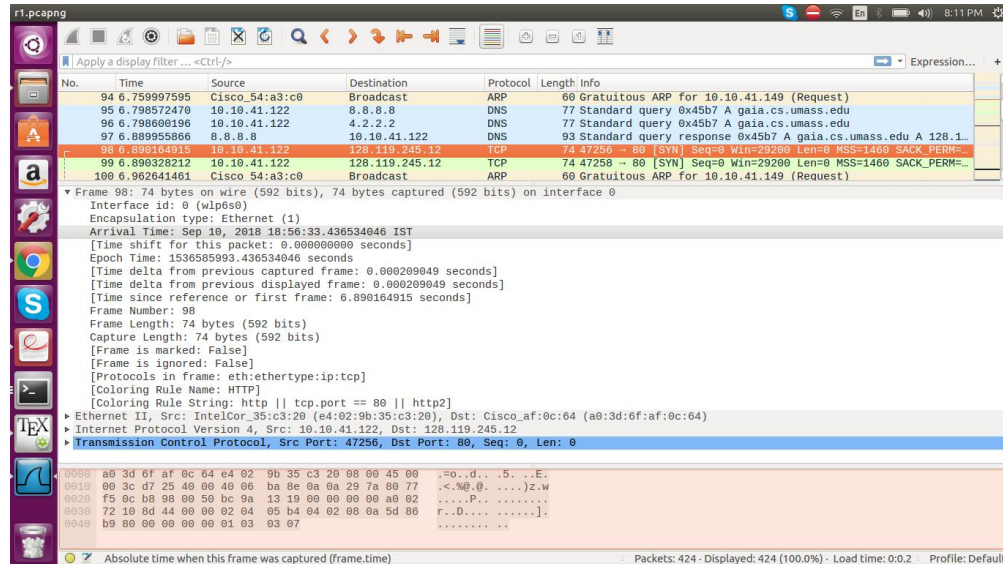 r1.pcapng
En
8:11 PM
Apply a display filter ... <Ctrl-/>
Expression...
+
No. Time Source Destination Protocol Length Info
94 6.759997595 Cisco_54:a3:c0 Broadcast ARP 60 Gratuitous ARP for 10.10.41.149 (Request)
95 6.798572470 10.10.41.122 8.8.8.8 DNS 77 Standard query 0x45b7 A gaia.cs.umass.edu
96 6.798600196 10.10.41.122 4.2.2.2 DNS 77 Standard query 0x45b7 A gaia.cs.umass.edu
97 6.889955866 8.8.8.8 10.10.41.122 DNS 93 Standard query response 0x45b7 A gaia.cs.umass.edu A 128.1...
98 6.890164915 10.10.41.122 128.119.245.12 TCP 74 47256 → 80 [SYN] Seq=0 Win=29200 Len=0 MSS=1460 SACK_PERM=...
99 6.890328212 10.10.41.122 128.119.245.12 TCP 74 47258 → 80 [SYN] Seq=0 Win=29200 Len=0 MSS=1460 SACK_PERM=...
100 6.962641461 Cisco_54:a3:c0 Broadcast ARP 60 Gratuitous ARP for 10.10.41.149 (Request)
Frame 98: 74 bytes on wire (592 bits), 74 bytes captured (592 bits) on interface 0
Interface id: 0 (wlp6s0)
Encapsulation type: Ethernet (1)
Arrival Time: Sep 10, 2018 18:56:33.436534046 IST
[Time shift for this packet: 0.000000000 seconds]
Epoch Time: 1536585993.436534046 seconds
[Time delta from previous captured frame: 0.000209049 seconds]
[Time delta from previous displayed frame: 0.000209049 seconds]
[Time since reference or first frame: 6.890164915 seconds]
Frame Number: 98
Frame Length: 74 bytes (592 bits)
Capture Length: 74 bytes (592 bits)
[Frame is marked: False]
[Frame is ignored: False]
[Protocols in frame: eth:ethertype:ip:tcp]
[Coloring Rule Name: HTTP]
[Coloring Rule String: http || tcp.port == 80 || http2]
Ethernet II, Src: IntelCor_35:c3:20 (e4:02:9b:35:c3:20), Dst: Cisco_af:0c:64 (a0:3d:6f:af:0c:64)
Internet Protocol Version 4, Src: 10.10.41.122, Dst: 128.119.245.12
Transmission Control Protocol, Src Port: 47256, Dst Port: 80, Seq: 0, Len: 0
0000 a0 3d 6f af 0c 64 e4 02 9b 35 c3 20 08 00 45 00 .=o..d.. .5. ..E.
0010 00 3c d7 25 40 00 40 06 ba 8e 0a 0a 29 7a 80 77 .<.%@.@. ....)z.w
0020 f5 0c b8 98 00 50 bc 9a 13 19 00 00 00 00 a0 02 .....P.. ........
0030 72 10 8d 44 00 00 02 04 05 b4 04 02 08 0a 5d 86 r..D.... ......].
0040 b9 80 00 00 00 00 01 03 03 07 ........ ..
Absolute time when this frame was captured (frame.time)
Packets: 424 · Displayed: 424 (100.0%) · Load time: 0:0.2
Profile: Default